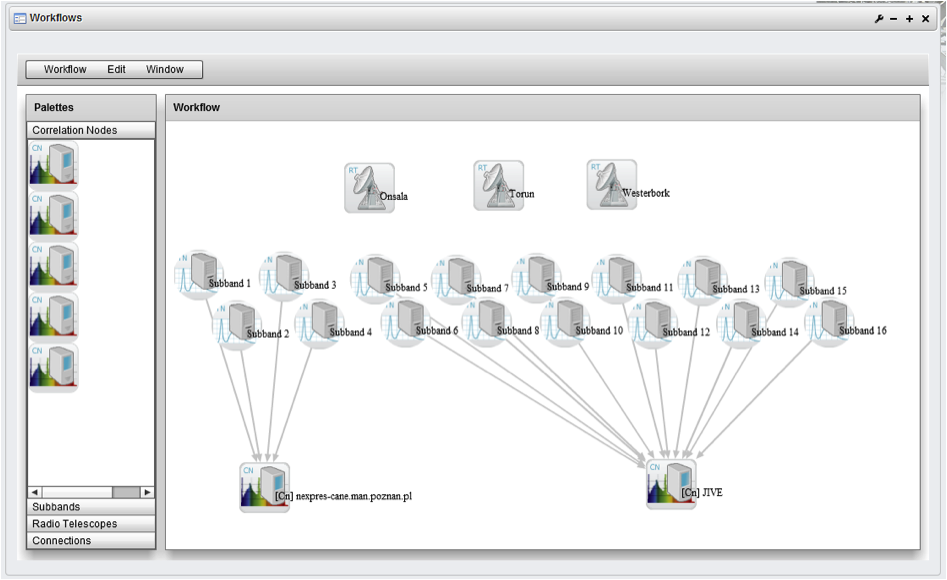 Workflows
Workflow Edit Window
Palettes
Workflow
Correlation Nodes
CN
CN
CN
CN
CN
Subbands
Radio Telescopes
Connections
RT
Onsala
RT
Torun
RT
Westerbork
N
Subband 1
N
Subband 3
N
Subband 5
N
Subband 7
N
Subband 9
N
Subband 11
N
Subband 13
N
Subband 15
N
Subband 2
N
Subband 4
N
Subband 6
N
Subband 8
N
Subband 10
N
Subband 12
N
Subband 14
N
Subband 16
CN
[Cn] nexpres-cane.man.poznan.pl
CN
[Cn] JIVE